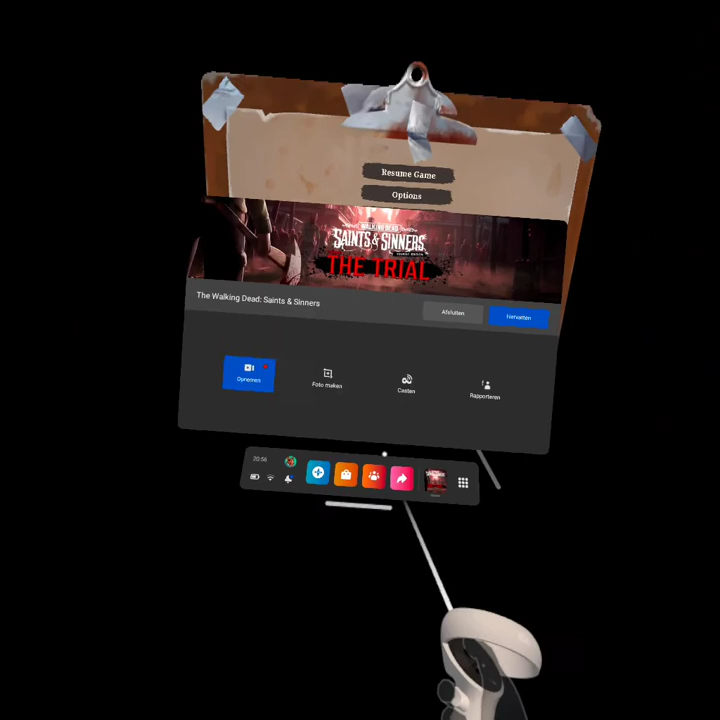 Resume Game
Options
THE WALKING DEAD
SAINTS & SINNERS
THE TRIAL
The Walking Dead: Saints & Sinners
Afsluiten
Hervatten
Opnemen
Foto maken
Casten
Rapporteren
20:56